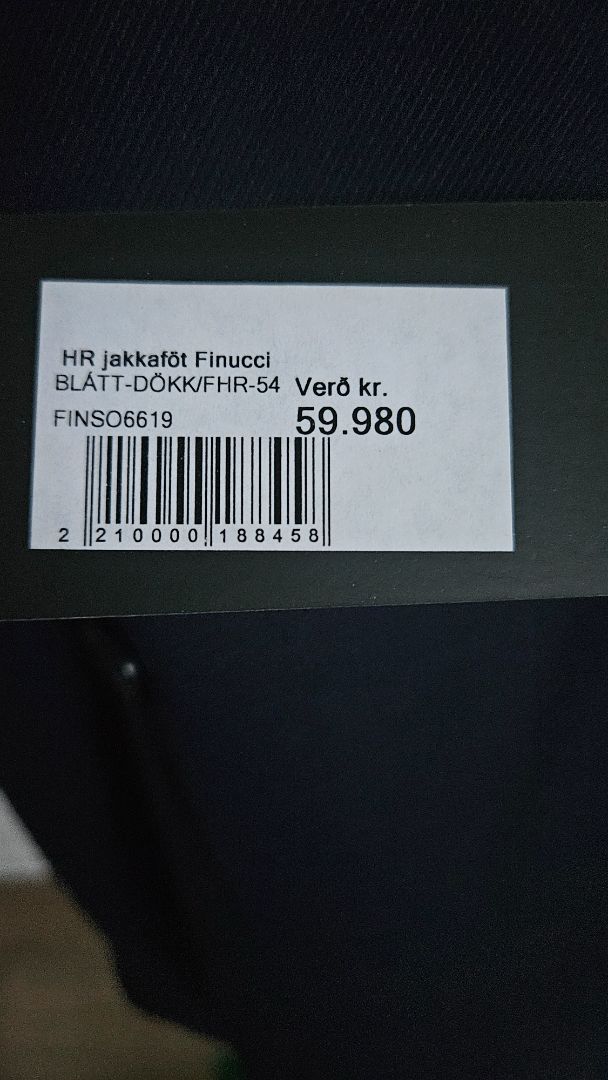 HR jakkaföt Finucci
BLÁTT-DÖKK/FHR-54 Verð kr.
FINSO6619 59.980
2 210000 188458